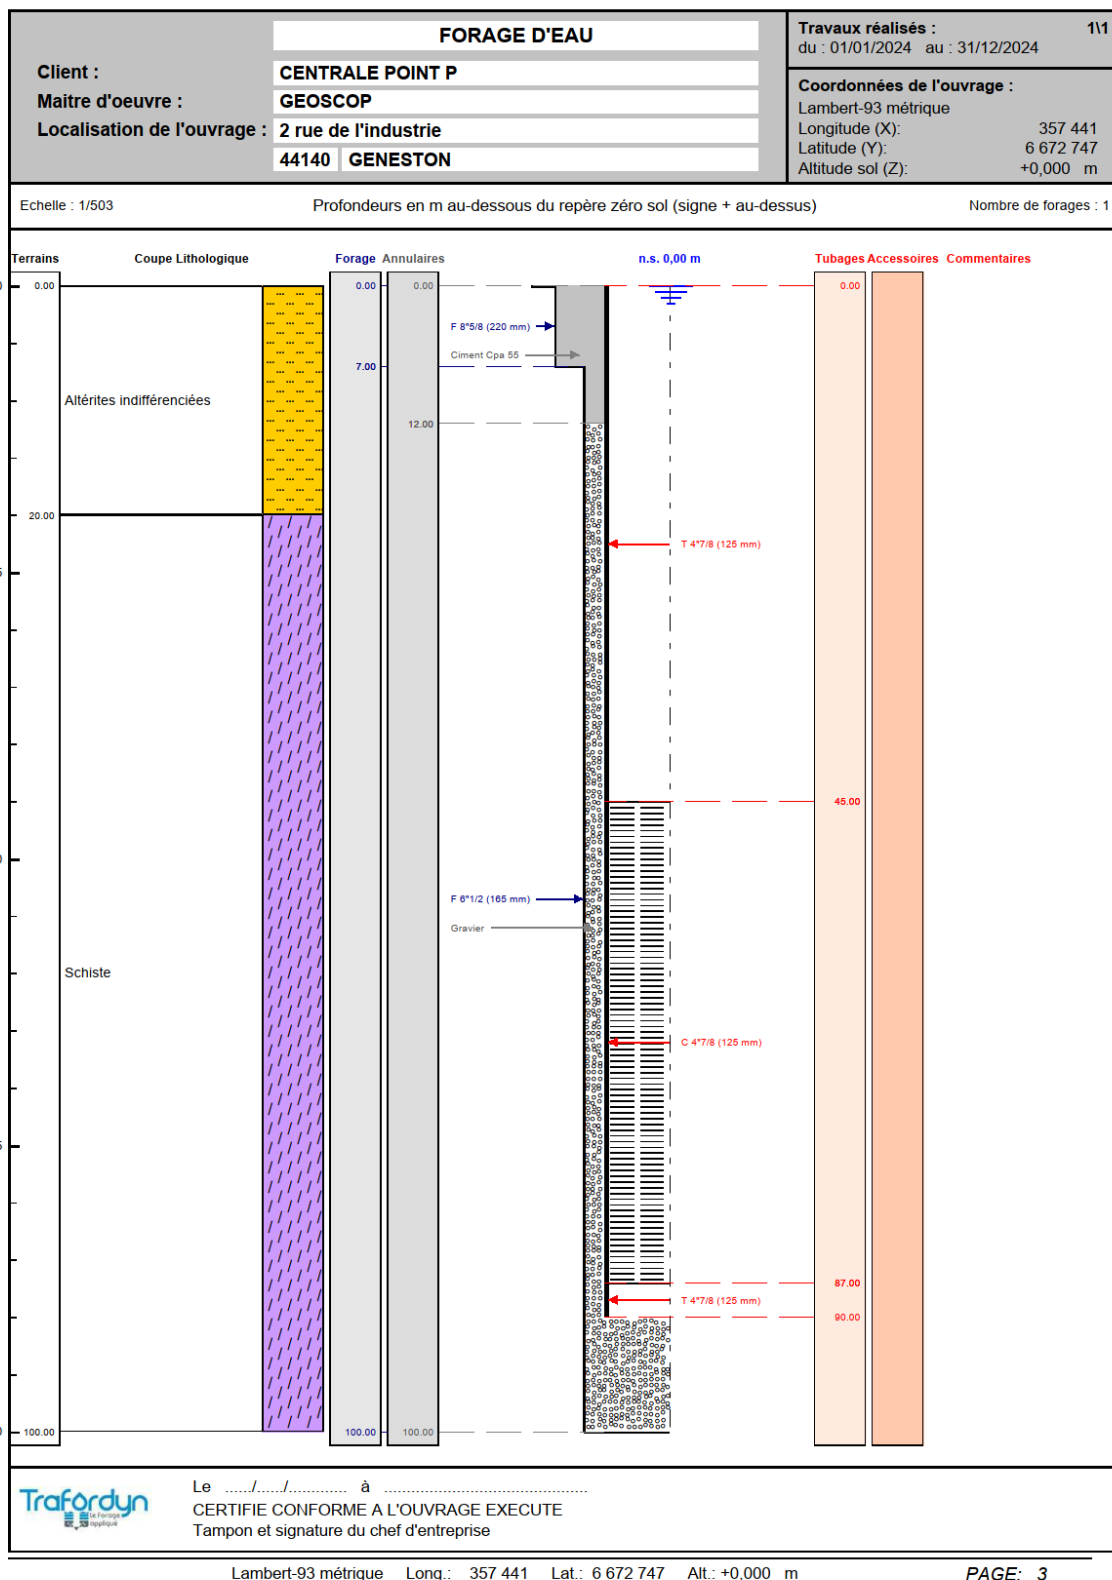 FORAGE D'EAU
Travaux réalisés : 1\1
du : 01/01/2024 au : 31/12/2024
Client : CENTRALE POINT P
Maitre d'oeuvre : GEOSCOP
Localisation de l'ouvrage : 2 rue de l'industrie
44140 GENESTON
Coordonnées de l'ouvrage :
Lambert-93 métrique
Longitude (X): 357 441
Latitude (Y): 6 672 747
Altitude sol (Z): +0,000 m
Echelle : 1/503 Profondeurs en m au-dessous du repère zéro sol (signe + au-dessus) Nombre de forages : 1
Terrains Coupe Lithologique Forage Annulaires n.s. 0,00 m Tubages Accessoires Commentaires
0.00 0.00 0.00 0.00
F 8"5/8 (220 mm)
Ciment Cpa 55
7.00
Altérites indifférenciées
12.00
20.00
T 4"7/8 (125 mm)
45.00
F 6"1/2 (165 mm)
Gravier
Schiste
C 4"7/8 (125 mm)
87.00
T 4"7/8 (125 mm)
90.00
100.00 100.00 100.00
Trafordyn
Le Forage
appliqué
Le ....../....../............. à ..........................................
CERTIFIE CONFORME A L'OUVRAGE EXECUTE
Tampon et signature du chef d'entreprise
Lambert-93 métrique Long.: 357 441 Lat.: 6 672 747 Alt.: +0,000 m PAGE: 3